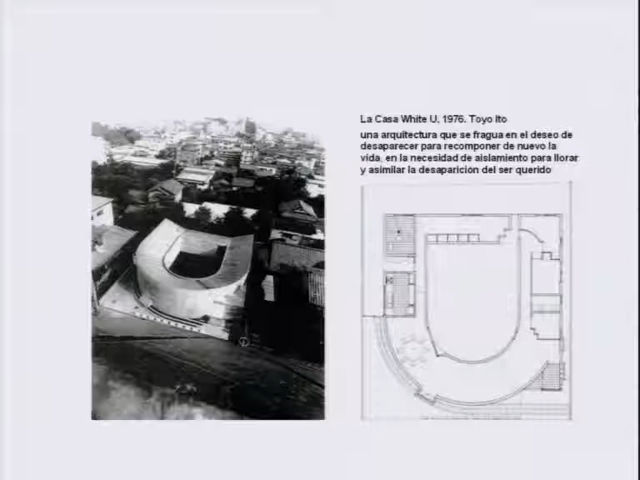 La Casa White U, 1976. Toyo Ito
una arquitectura que se fragua en el deseo de
desaparecer para recomponer de nuevo la
vida, en la necesidad de aislamiento para llorar
y asimilar la desaparición del ser querido